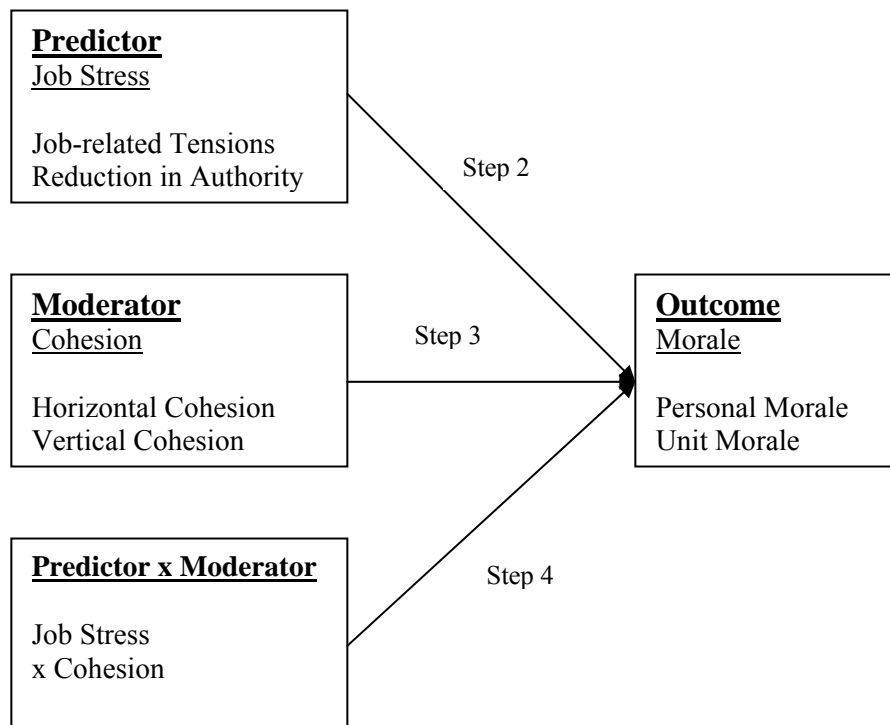 Predictor
Job Stress
Job-related Tensions
Reduction in Authority
Step 2
Moderator
Cohesion
Horizontal Cohesion
Vertical Cohesion
Step 3
Outcome
Morale
Personal Morale
Unit Morale
Predictor x Moderator
Job Stress
x Cohesion
Step 4